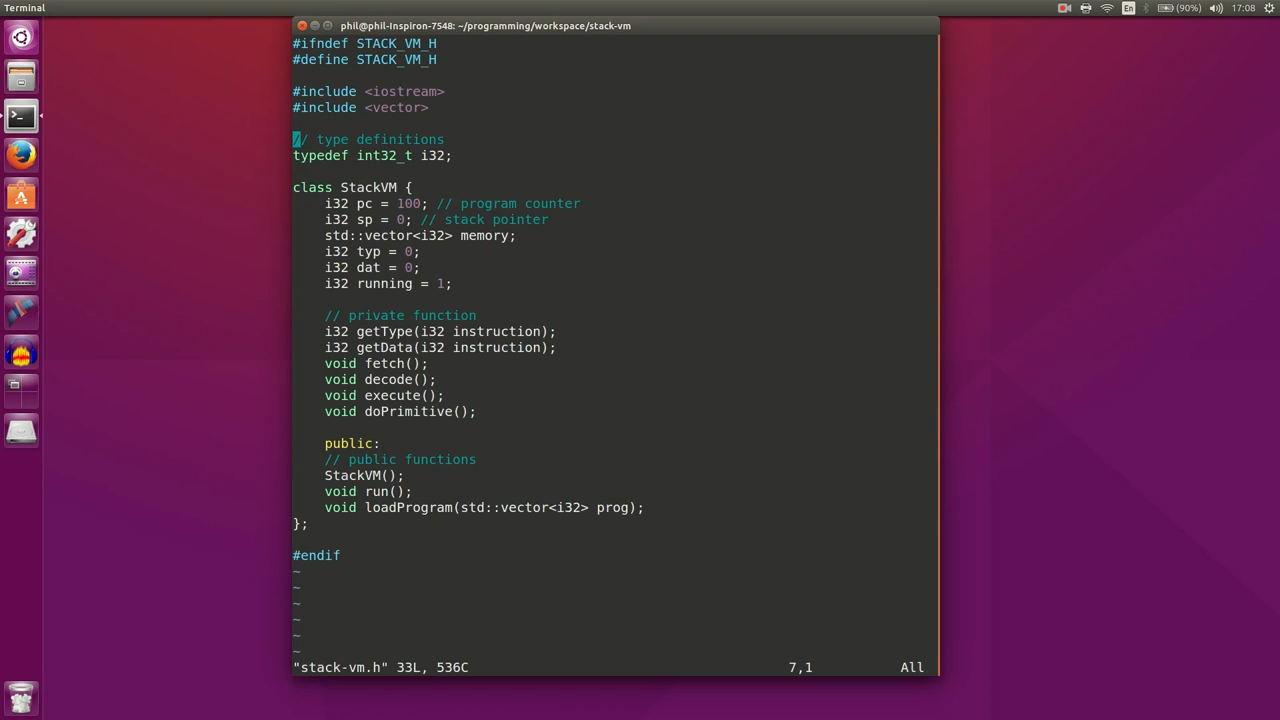 Terminal
En
(90%)
17:08
phil@phil-Inspiron-7548: ~/programming/workspace/stack-vm
#ifndef STACK_VM_H
#define STACK_VM_H

#include <iostream>
#include <vector>

// type definitions
typedef int32_t i32;

class StackVM {
    i32 pc = 100; // program counter
    i32 sp = 0; // stack pointer
    std::vector<i32> memory;
    i32 typ = 0;
    i32 dat = 0;
    i32 running = 1;

    // private function
    i32 getType(i32 instruction);
    i32 getData(i32 instruction);
    void fetch();
    void decode();
    void execute();
    void doPrimitive();

    public:
    // public functions
    StackVM();
    void run();
    void loadProgram(std::vector<i32> prog);
};

#endif
~
~
~
~
~
~
"stack-vm.h" 33L, 536C 7,1 All